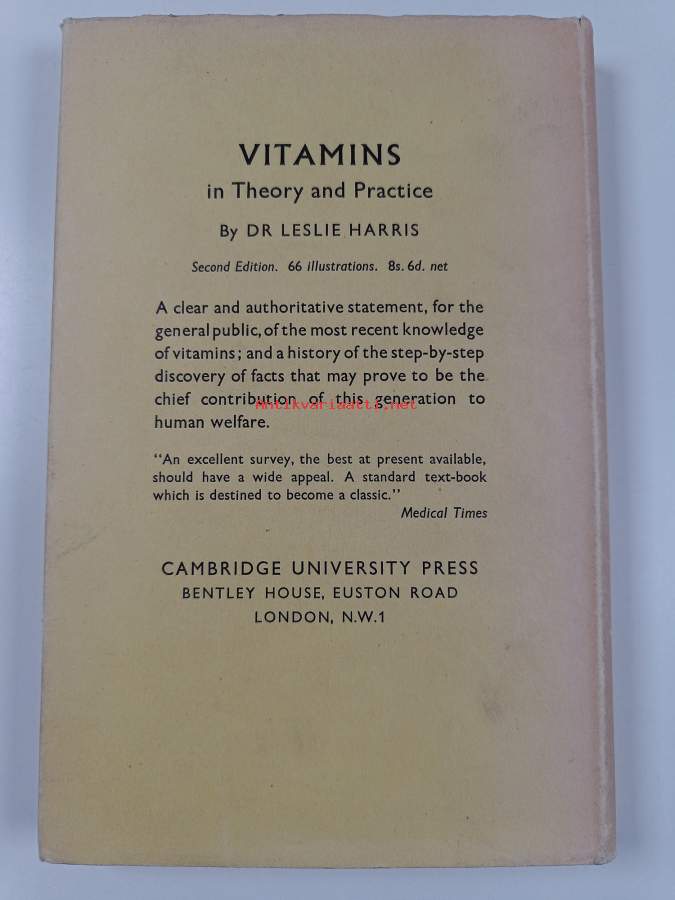 VITAMINS
in Theory and Practice
By DR LESLIE HARRIS
Second Edition. 66 illustrations. 8s. 6d. net
A clear and authoritative statement, for the
general public, of the most recent knowledge
of vitamins; and a history of the step-by-step
discovery of facts that may prove to be the
chief contribution of this generation to
Antikvariaatti.net
human welfare.
"An excellent survey, the best at present available,
should have a wide appeal. A standard text-book
which is destined to become a classic."
Medical Times
CAMBRIDGE UNIVERSITY PRESS
BENTLEY HOUSE, EUSTON ROAD
LONDON, N.W.1